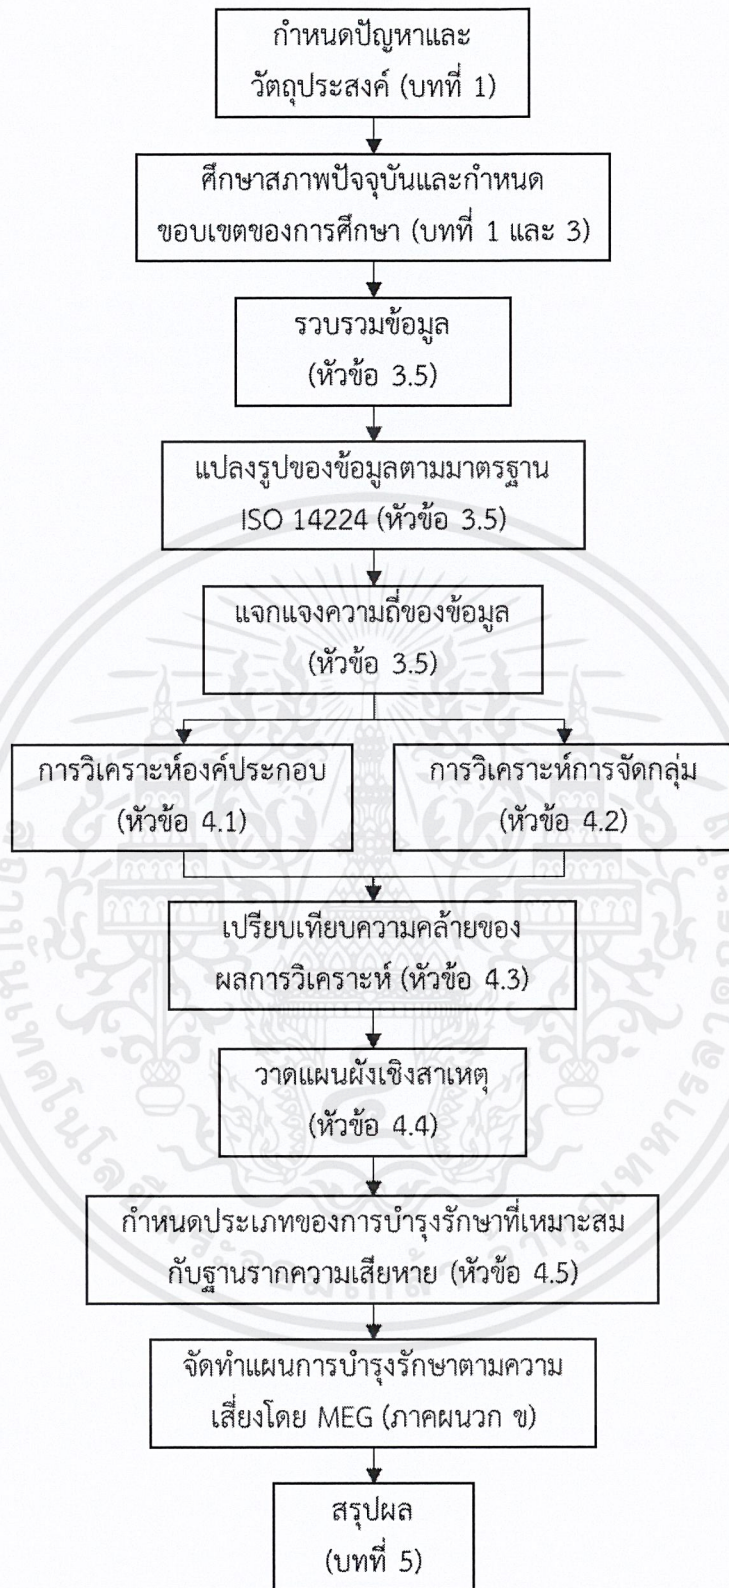 กำหนดปัญหาและ
วัตถุประสงค์ (บทที่ 1)
ศึกษาสภาพปัจจุบันและกำหนด
ขอบเขตของการศึกษา (บทที่ 1 และ 3)
รวบรวมข้อมูล
(หัวข้อ 3.5)
แปลงรูปของข้อมูลตามมาตรฐาน
ISO 14224 (หัวข้อ 3.5)
แจกแจงความถี่ของข้อมูล
(หัวข้อ 3.5)
การวิเคราะห์องค์ประกอบ
(หัวข้อ 4.1)
การวิเคราะห์การจัดกลุ่ม
(หัวข้อ 4.2)
เปรียบเทียบความคล้ายของ
ผลการวิเคราะห์ (หัวข้อ 4.3)
วาดแผนผังเชิงสาเหตุ
(หัวข้อ 4.4)
กำหนดประเภทของการบำรุงรักษาที่เหมาะสม
กับฐานรากความเสียหาย (หัวข้อ 4.5)
จัดทำแผนการบำรุงรักษาตามความ
เสี่ยงโดย MEG (ภาคผนวก ข)
สรุปผล
(บทที่ 5)